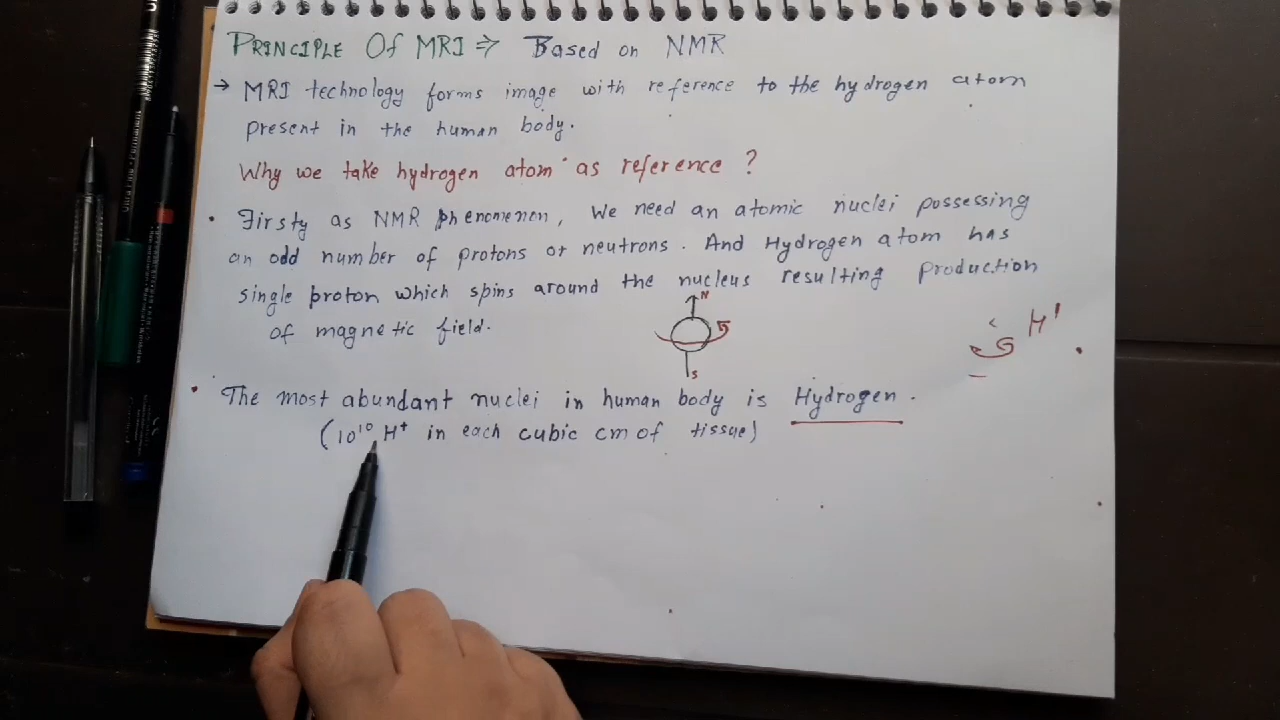 PRINCIPLE Of MRI ⇒ Based on NMR
→ MRI technology forms image with reference to the hydrogen atom
present in the human body.
Why we take hydrogen atom as reference ?
• Firsty as NMR phenomenon, We need an atomic nuclei possessing
an odd number of protons or neutrons. And Hydrogen atom has
single proton which spins around the nucleus resulting production
of magnetic field.
N
S
H¹
• The most abundant nuclei in human body is Hydrogen.
(10¹⁰ H⁺ in each cubic cm of tissue)